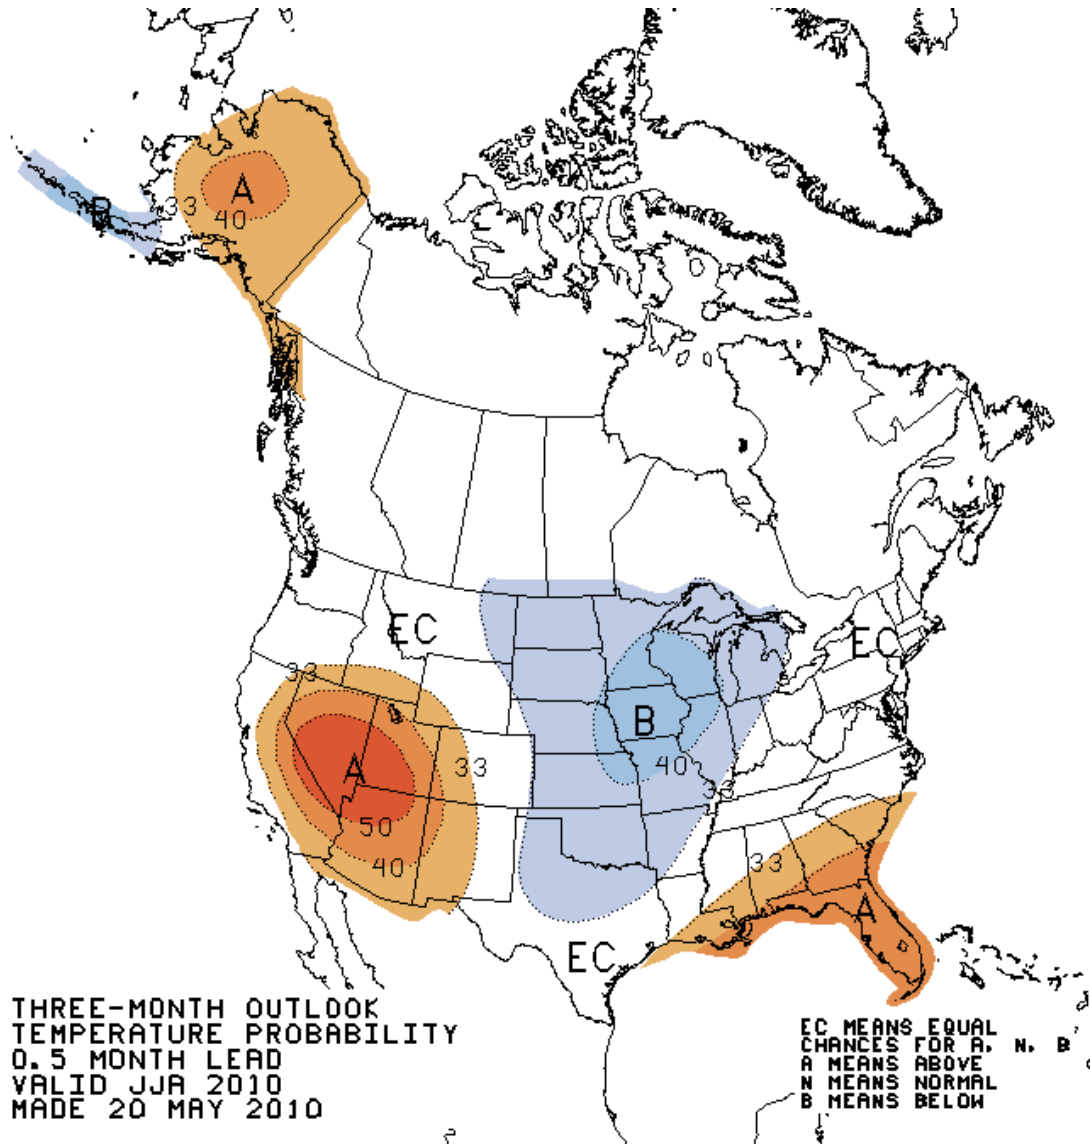 A
B
33
40
EC
EC
33
B
A
33
40
33
50
40
33
A
EC
THREE-MONTH OUTLOOK
TEMPERATURE PROBABILITY
0.5 MONTH LEAD
VALID JJA 2010
MADE 20 MAY 2010
EC MEANS EQUAL
CHANCES FOR A, N, B
A MEANS ABOVE
N MEANS NORMAL
B MEANS BELOW